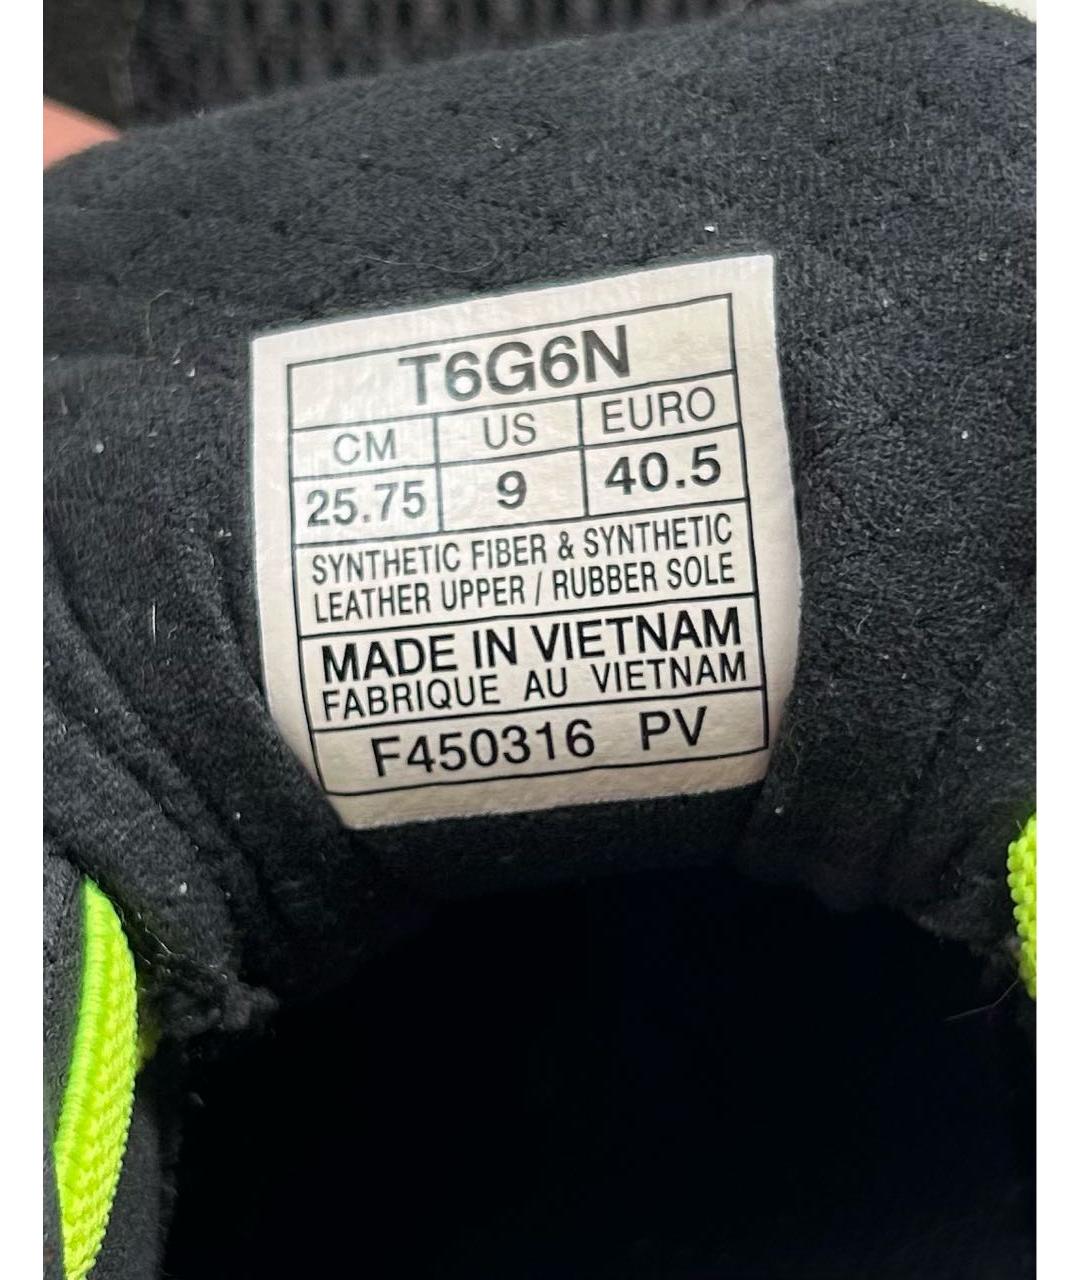 T6G6N
CM US EURO
25.75 9 40.5
SYNTHETIC FIBER & SYNTHETIC
LEATHER UPPER / RUBBER SOLE
MADE IN VIETNAM
FABRIQUE AU VIETNAM
F450316 PV